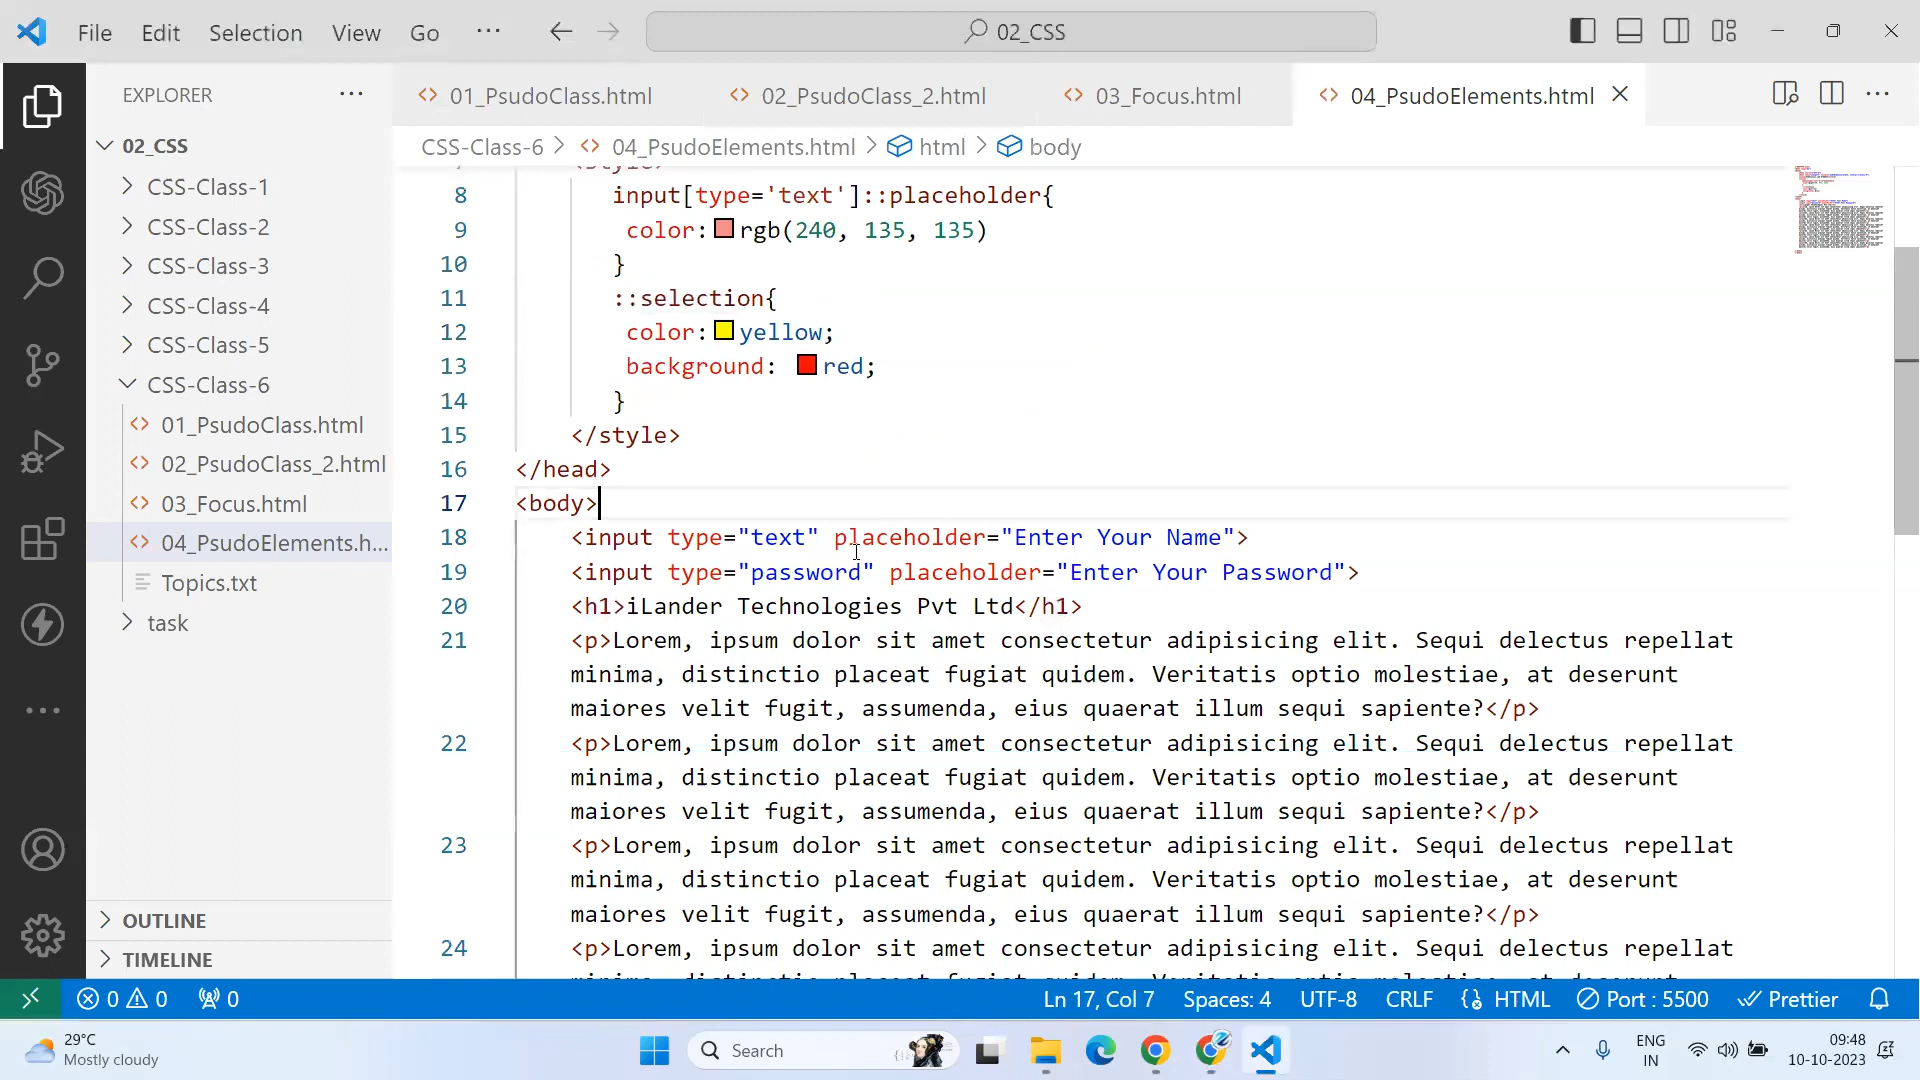 File Edit Selection View Go ··· 02_CSS
EXPLORER ···
01_PsudoClass.html 02_PsudoClass_2.html 03_Focus.html 04_PsudoElements.html
CSS-Class-6 > 04_PsudoElements.html > html > body
02_CSS
CSS-Class-1
CSS-Class-2
CSS-Class-3
CSS-Class-4
CSS-Class-5
CSS-Class-6
01_PsudoClass.html
02_PsudoClass_2.html
03_Focus.html
04_PsudoElements.h...
Topics.txt
task
OUTLINE
TIMELINE
8 input[type='text']::placeholder{
9 color: rgb(240, 135, 135)
10 }
11 ::selection{
12 color: yellow;
13 background: red;
14 }
15 </style>
16 </head>
17 <body>
18 <input type="text" placeholder="Enter Your Name">
19 <input type="password" placeholder="Enter Your Password">
20 <h1>iLander Technologies Pvt Ltd</h1>
21 <p>Lorem, ipsum dolor sit amet consectetur adipisicing elit. Sequi delectus repellat
minima, distinctio placeat fugiat quidem. Veritatis optio molestiae, at deserunt
maiores velit fugit, assumenda, eius quaerat illum sequi sapiente?</p>
22 <p>Lorem, ipsum dolor sit amet consectetur adipisicing elit. Sequi delectus repellat
minima, distinctio placeat fugiat quidem. Veritatis optio molestiae, at deserunt
maiores velit fugit, assumenda, eius quaerat illum sequi sapiente?</p>
23 <p>Lorem, ipsum dolor sit amet consectetur adipisicing elit. Sequi delectus repellat
minima, distinctio placeat fugiat quidem. Veritatis optio molestiae, at deserunt
maiores velit fugit, assumenda, eius quaerat illum sequi sapiente?</p>
24 <p>Lorem, ipsum dolor sit amet consectetur adipisicing elit. Sequi delectus repellat
0 0 0 Ln 17, Col 7 Spaces: 4 UTF-8 CRLF HTML Port : 5500 Prettier
29°C
Mostly cloudy
Search
ENG
IN
09:48
10-10-2023